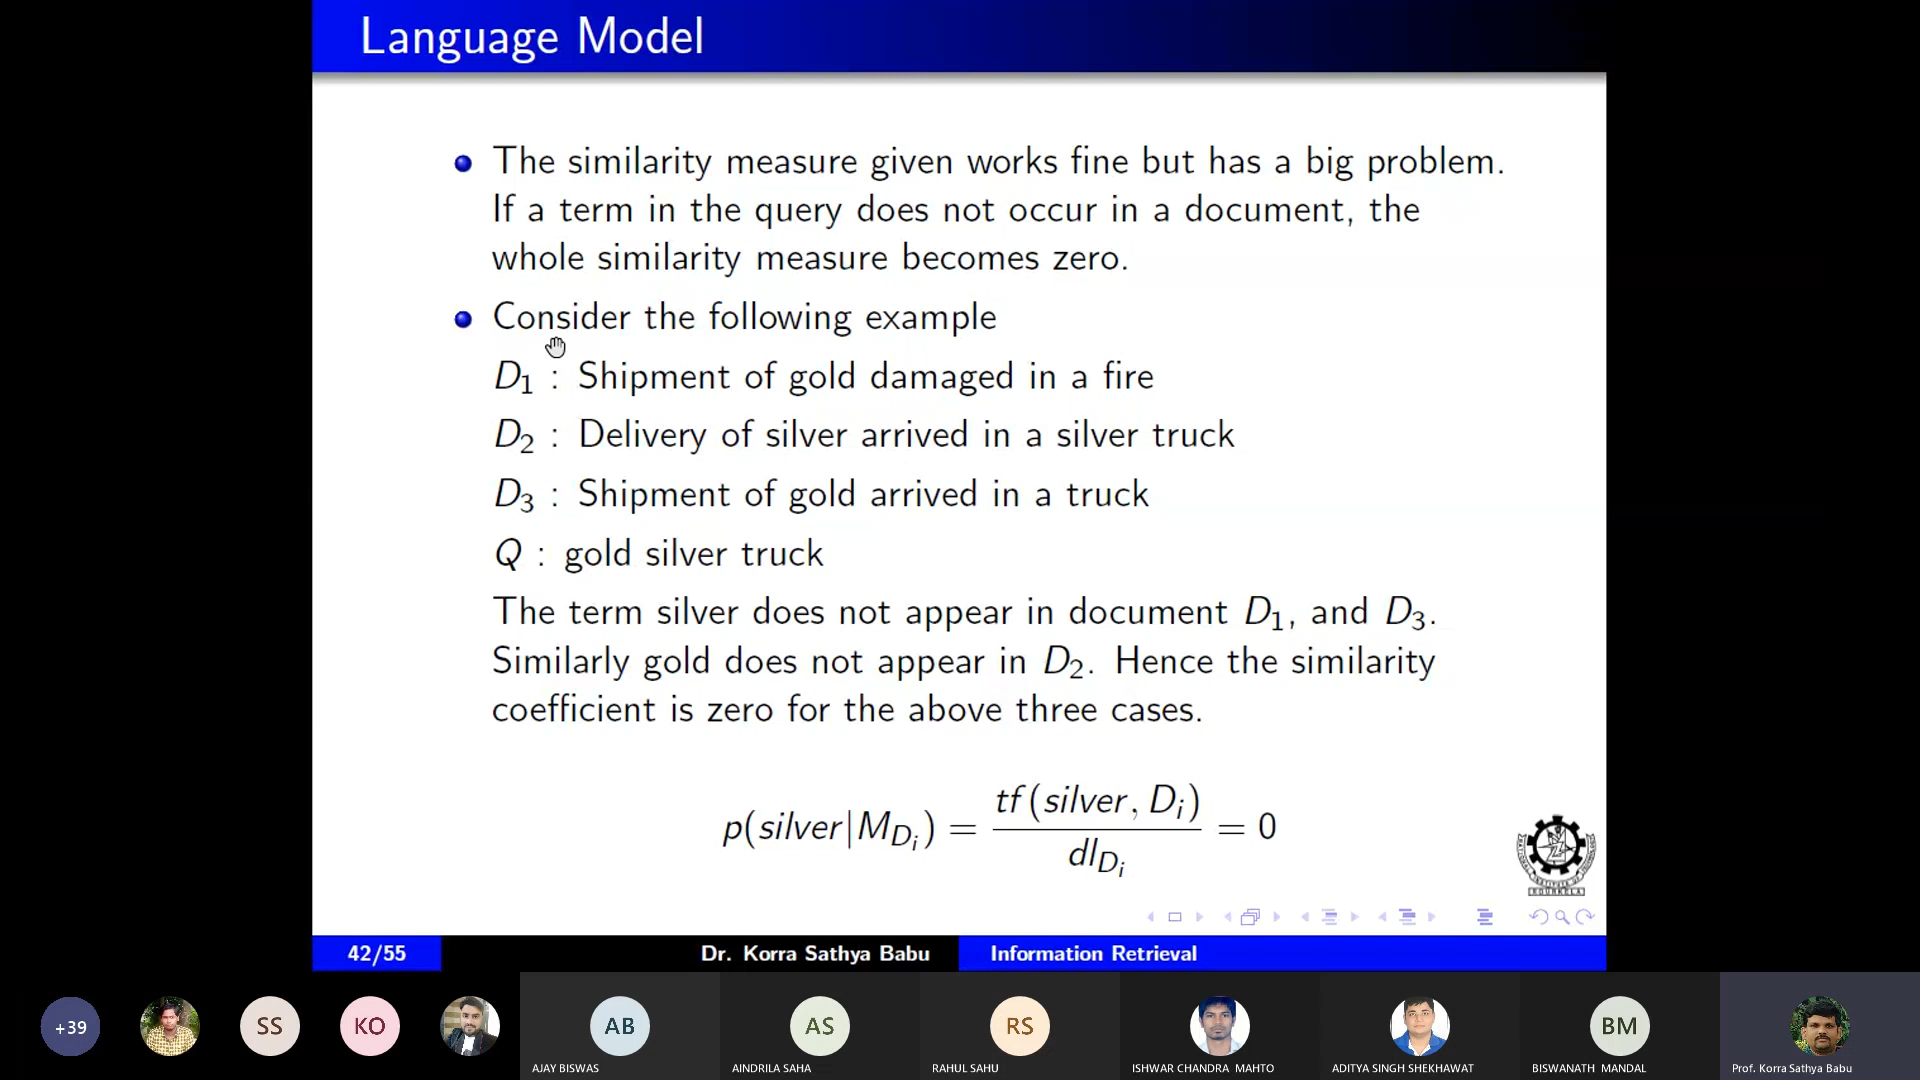 Language Model
The similarity measure given works fine but has a big problem.
If a term in the query does not occur in a document, the
whole similarity measure becomes zero.
Consider the following example
D1 : Shipment of gold damaged in a fire
D2 : Delivery of silver arrived in a silver truck
D3 : Shipment of gold arrived in a truck
Q : gold silver truck
The term silver does not appear in document D1, and D3.
Similarly gold does not appear in D2. Hence the similarity
coefficient is zero for the above three cases.
p(silver|MDi) = tf(silver, Di) / dlDi = 0
42/55 Dr. Korra Sathya Babu Information Retrieval
+39 SS KO AB AS RS BM
AJAY BISWAS AINDRILA SAHA RAHUL SAHU ISHWAR CHANDRA MAHTO ADITYA SINGH SHEKHAWAT BISWANATH MANDAL Prof. Korra Sathya Babu